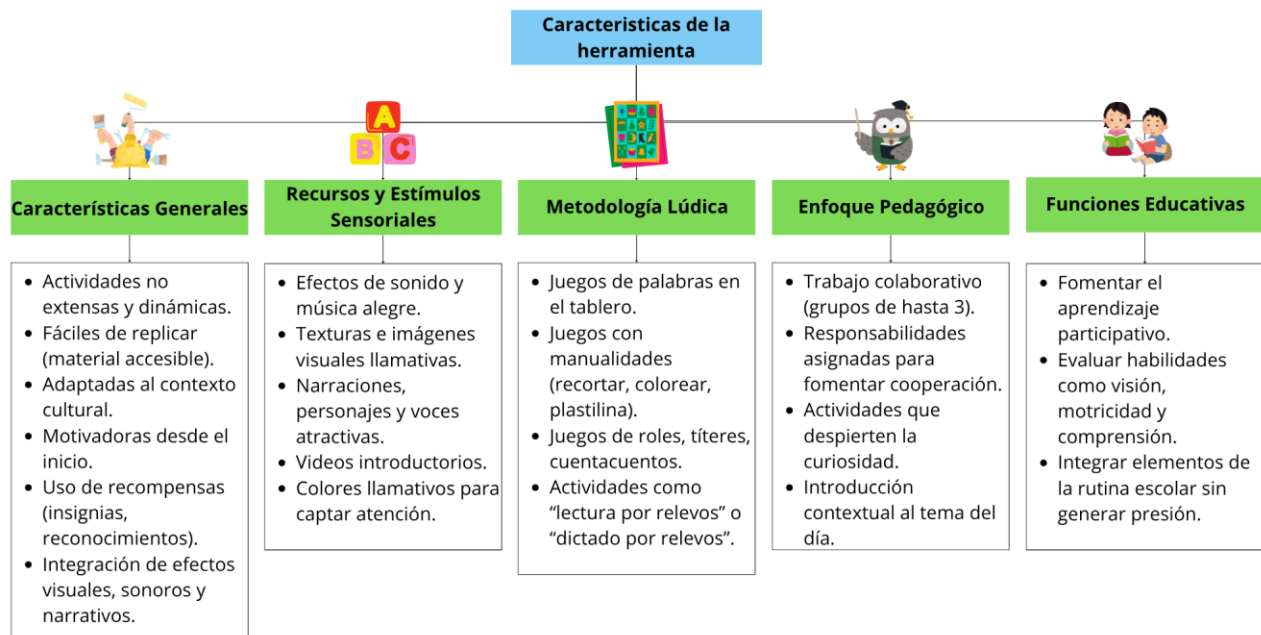 Caracteristicas de la
herramienta
A
B
C
Características Generales
Recursos y Estímulos
Sensoriales
Metodología Lúdica
Enfoque Pedagógico
Funciones Educativas
• Actividades no
extensas y dinámicas.
• Fáciles de replicar
(material accesible).
• Adaptadas al contexto
cultural.
• Motivadoras desde el
inicio.
• Uso de recompensas
(insignias,
reconocimientos).
• Integración de efectos
visuales, sonoros y
narrativos.
• Efectos de sonido y
música alegre.
• Texturas e imágenes
visuales llamativas.
• Narraciones,
personajes y voces
atractivas.
• Videos introductorios.
• Colores llamativos para
captar atención.
• Juegos de palabras en
el tablero.
• Juegos con
manualidades
(recortar, colorear,
plastilina).
• Juegos de roles, títeres,
cuentacuentos.
• Actividades como
“lectura por relevos” o
“dictado por relevos”.
• Trabajo colaborativo
(grupos de hasta 3).
• Responsabilidades
asignadas para
fomentar cooperación.
• Actividades que
despierten la
curiosidad.
• Introducción
contextual al tema del
día.
• Fomentar el
aprendizaje
participativo.
• Evaluar habilidades
como visión,
motricidad y
comprensión.
• Integrar elementos de
la rutina escolar sin
generar presión.